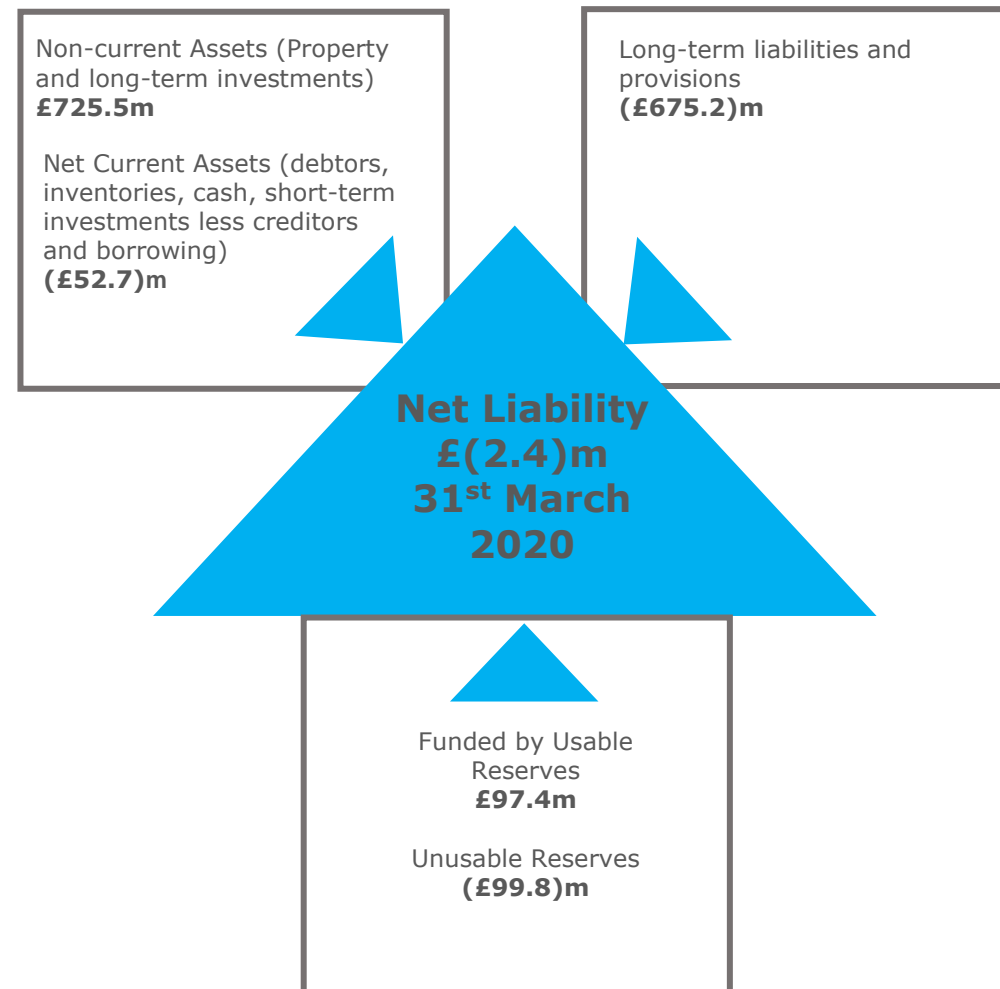 Non-current Assets (Property
and long-term investments)
£725.5m
Net Current Assets (debtors,
inventories, cash, short-term
investments less creditors
and borrowing)
(£52.7)m
Long-term liabilities and
provisions
(£675.2)m
Net Liability
£(2.4)m
31st March
2020
Funded by Usable
Reserves
£97.4m
Unusable Reserves
(£99.8)m